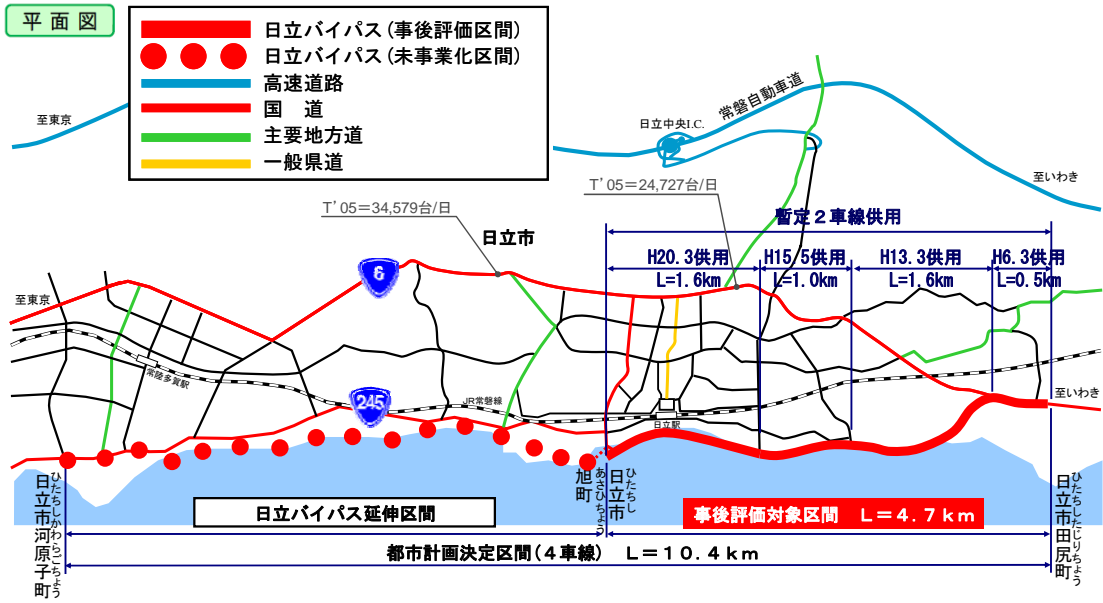 平面図
日立バイパス(事後評価区間)
日立バイパス(未事業化区間)
高速道路
国　道
主要地方道
一般県道
至東京
常磐自動車道
日立中央I.C.
至いわき
T’05＝34,579台/日
T’05＝24,727台/日
日立市
暫定２車線供用
H20.3供用
L=1.6km
H15.5供用
L=1.0km
H13.3供用
L=1.6km
H6.3供用
L=0.5km
6
至東京
常陸多賀駅
245
JR常磐線
日立駅
至いわき
日立市河原子町
ひたちしかわらごちょう
旭町
あさひちょう
日立市
ひたちし
日立市田尻町
ひたちしたじりちょう
日立バイパス延伸区間
事後評価対象区間　Ｌ＝４．７ｋｍ
都市計画決定区間(４車線)　Ｌ＝１０．４ｋｍ